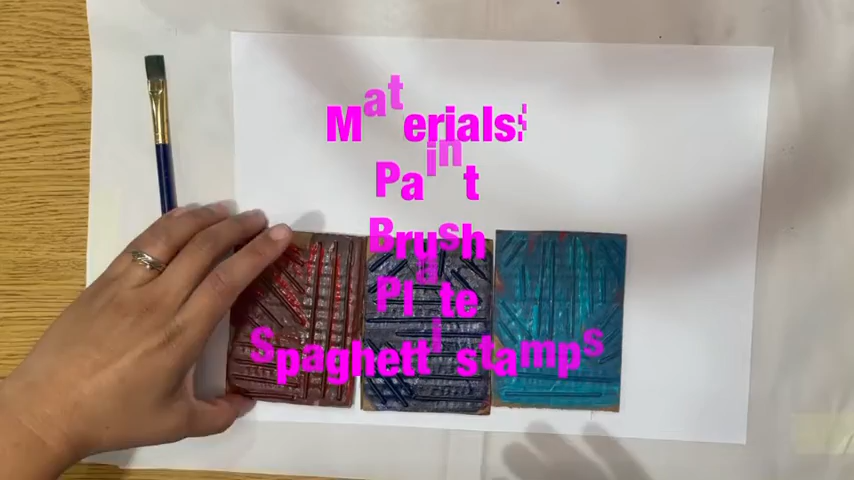 Materials:
Paint
Brush
Plate
Spaghetti stamps